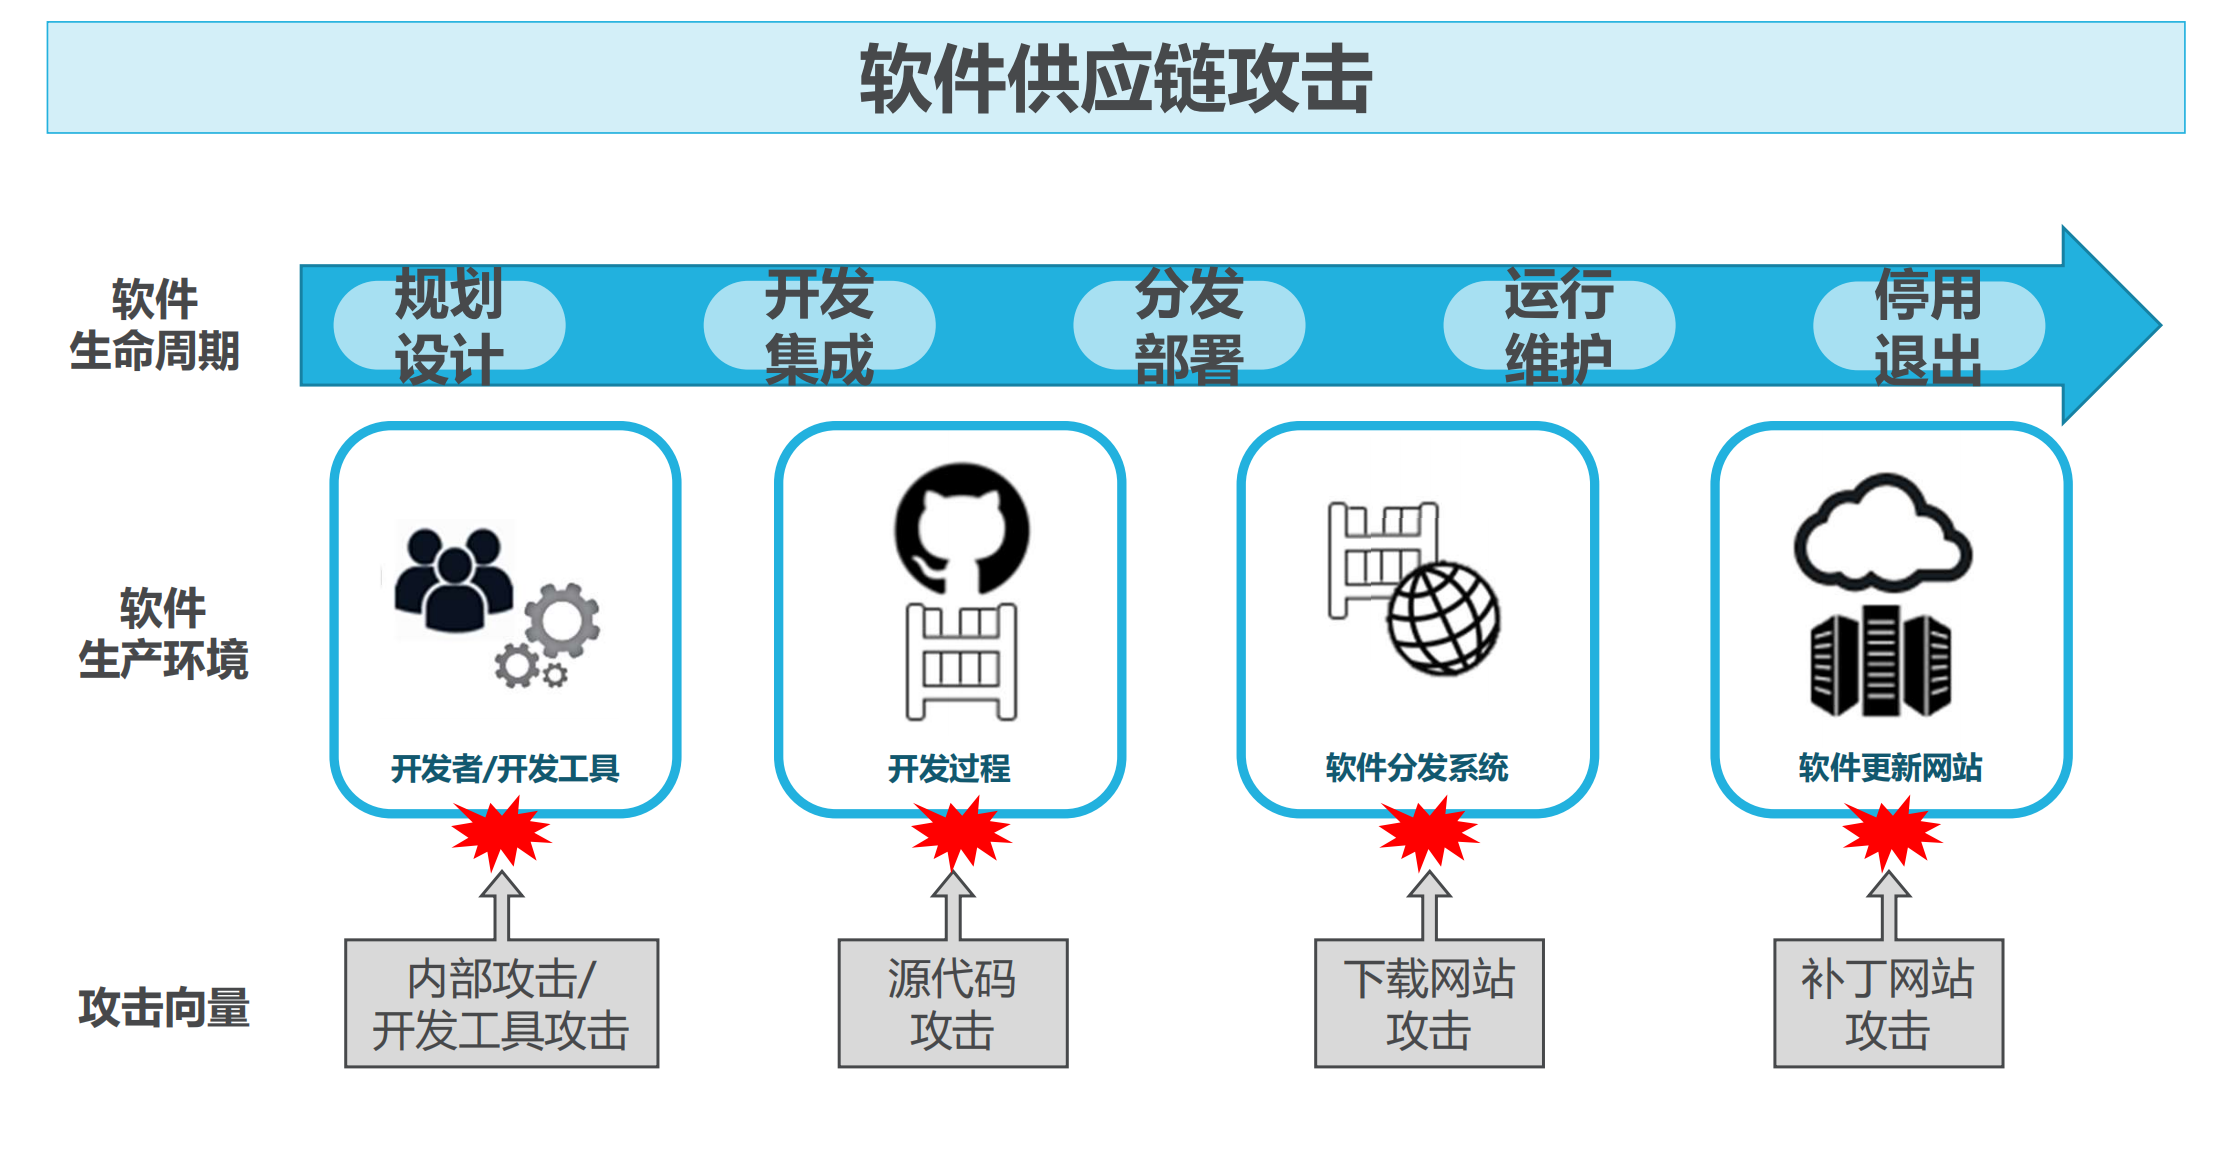 软件供应链攻击
软件
生命周期
规划
设计
开发
集成
分发
部署
运行
维护
停用
退出
软件
生产环境
开发者/开发工具
开发过程
软件分发系统
软件更新网站
攻击向量
内部攻击/
开发工具攻击
源代码
攻击
下载网站
攻击
补丁网站
攻击